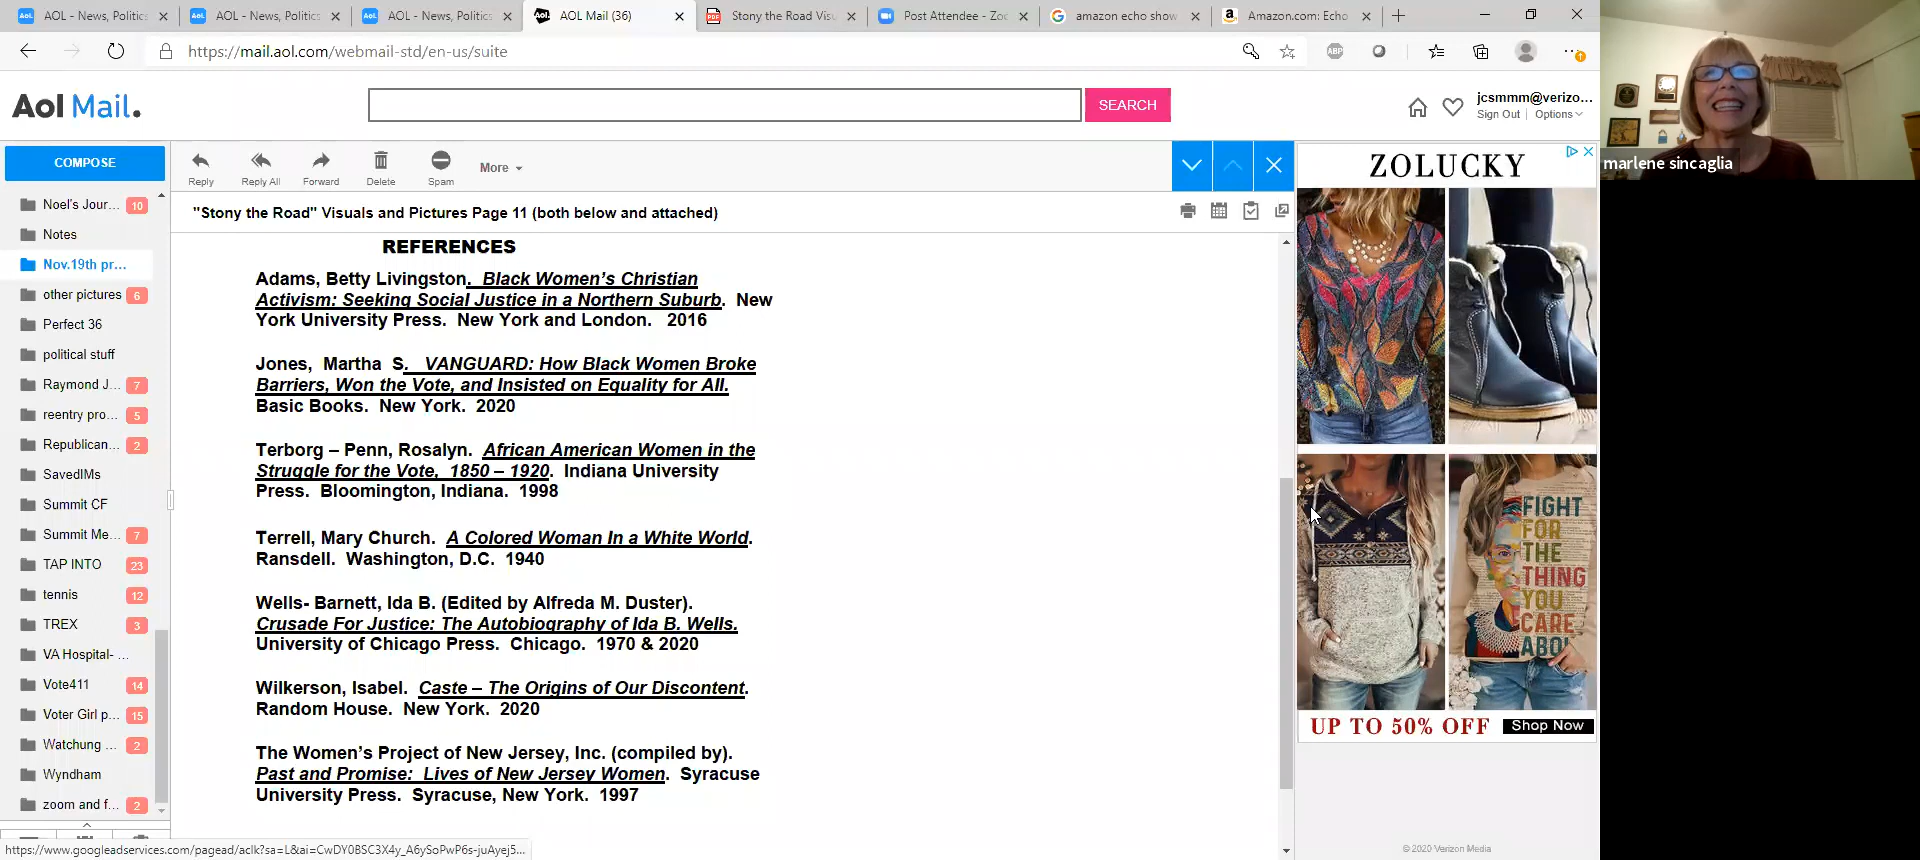 AOL - News, Politics
AOL - News, Politics
AOL - News, Politics
AOL Mail (36)
Stony the Road Visu
Post Attendee - Zoo
amazon echo show
Amazon.com: Echo
https://mail.aol.com/webmail-std/en-us/suite
ABP
Aol Mail.
SEARCH
jcsmmm@verizo...
Sign Out | Options
COMPOSE
Reply
Reply All
Forward
Delete
Spam
More
"Stony the Road" Visuals and Pictures Page 11 (both below and attached)
Noel's Jour... 10
Notes
Nov.19th pr...
other pictures 6
Perfect 36
political stuff
Raymond J... 7
reentry pro... 5
Republican... 2
SavedIMs
Summit CF
Summit Me... 7
TAP INTO 23
tennis 12
TREX 3
VA Hospital- ...
Vote411 14
Voter Girl p... 15
Watchung ... 2
Wyndham
zoom and f... 2
REFERENCES
Adams, Betty Livingston. Black Women's Christian
Activism: Seeking Social Justice in a Northern Suburb. New
York University Press. New York and London. 2016
Jones, Martha S. VANGUARD: How Black Women Broke
Barriers, Won the Vote, and Insisted on Equality for All.
Basic Books. New York. 2020
Terborg – Penn, Rosalyn. African American Women in the
Struggle for the Vote, 1850 – 1920. Indiana University
Press. Bloomington, Indiana. 1998
Terrell, Mary Church. A Colored Woman In a White World.
Ransdell. Washington, D.C. 1940
Wells- Barnett, Ida B. (Edited by Alfreda M. Duster).
Crusade For Justice: The Autobiography of Ida B. Wells.
University of Chicago Press. Chicago. 1970 & 2020
Wilkerson, Isabel. Caste – The Origins of Our Discontent.
Random House. New York. 2020
The Women's Project of New Jersey, Inc. (compiled by).
Past and Promise: Lives of New Jersey Women. Syracuse
University Press. Syracuse, New York. 1997
ZOLUCKY
FIGHT
FOR
THE
THING
YOU
CARE
ABOU
UP TO 50% OFF
Shop Now
© 2020 Verizon Media
https://www.googleadservices.com/pagead/aclk?sa=L&ai=CwDY0BSC3X4y_A6ySoPwP6s-juAyej5...
marlene sincaglia